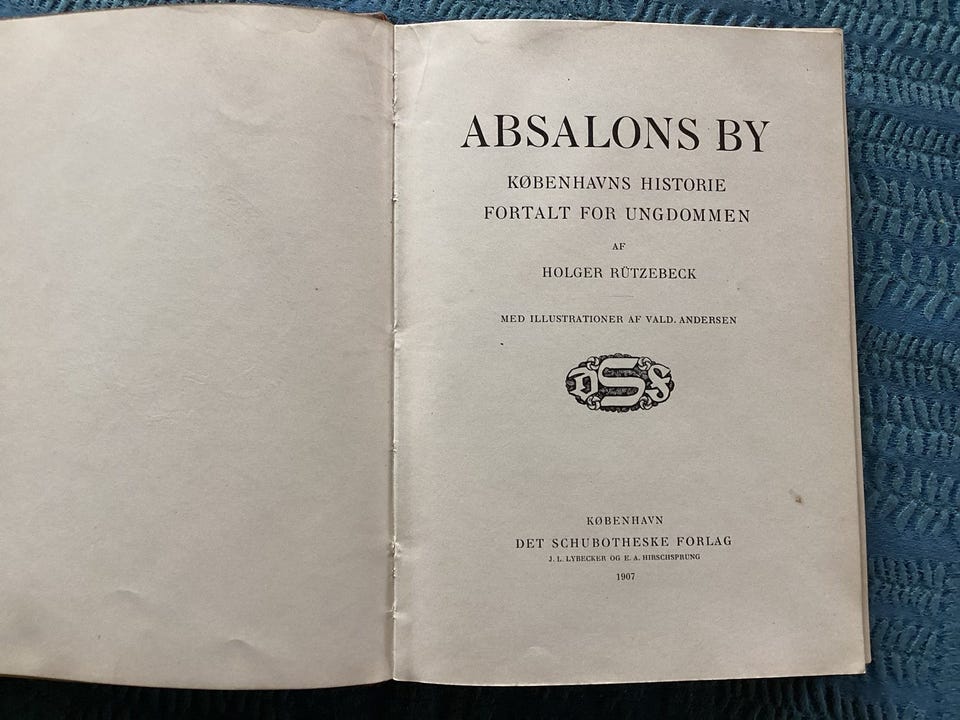 ABSALONS BY
KØBENHAVNS HISTORIE
FORTALT FOR UNGDOMMEN
AF
HOLGER RÜTZEBECK
MED ILLUSTRATIONER AF VALD. ANDERSEN
DSF
KØBENHAVN
DET SCHUBOTHESKE FORLAG
J. L. LYBECKER OG E. A. HIRSCHSPRUNG
1907